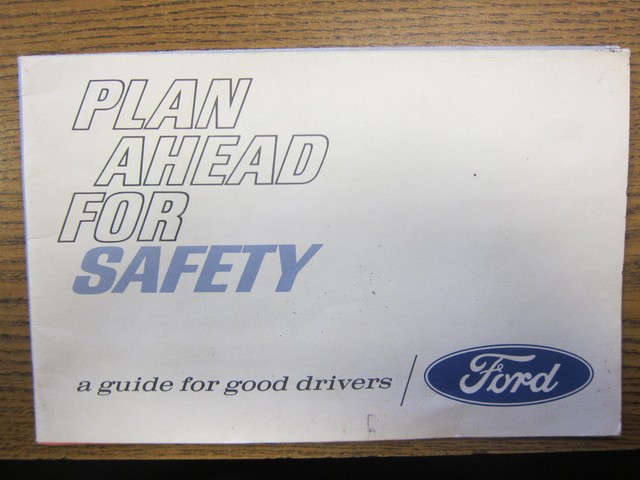 PLAN
AHEAD
FOR
SAFETY
a guide for good drivers
Ford